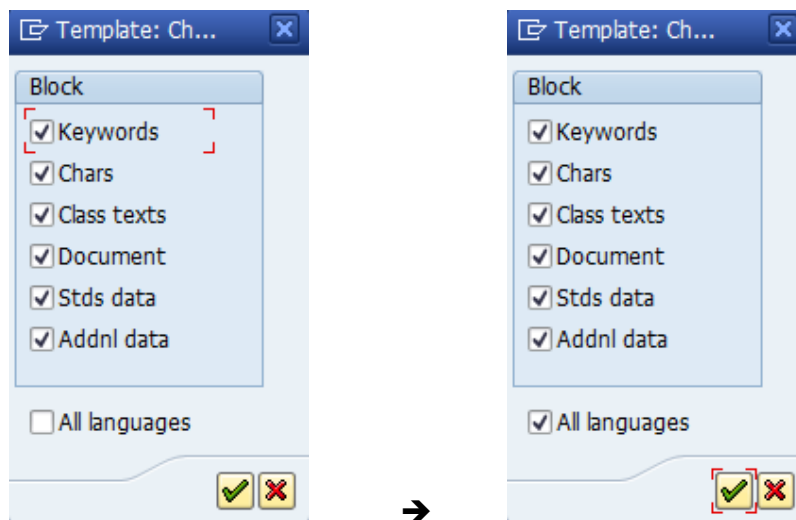 Template: Ch...
Block
Keywords
Chars
Class texts
Document
Stds data
Addnl data
All languages
Template: Ch...
Block
Keywords
Chars
Class texts
Document
Stds data
Addnl data
All languages